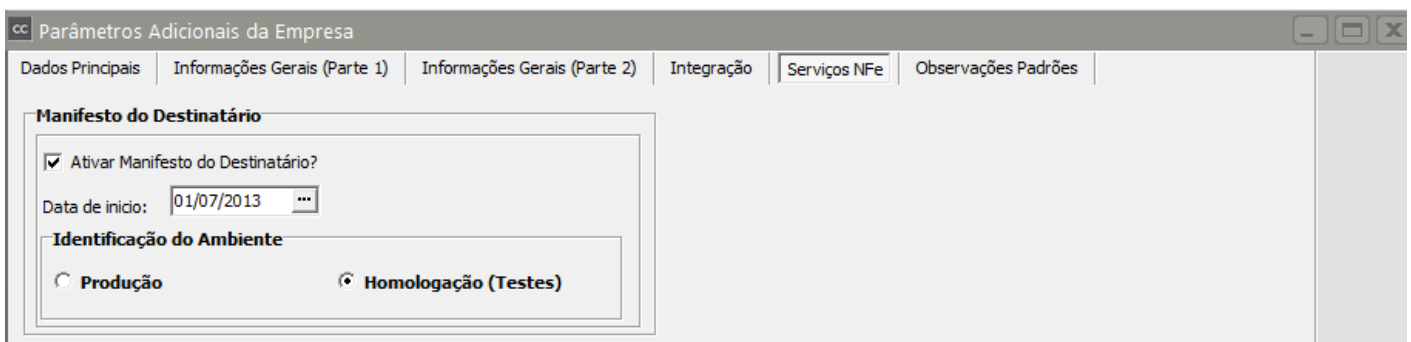 cc Parâmetros Adicionais da Empresa
Dados Principais Informações Gerais (Parte 1) Informações Gerais (Parte 2) Integração Serviços NFe Observações Padrões
Manifesto do Destinatário
Ativar Manifesto do Destinatário?
Data de inicio: 01/07/2013 ...
Identificação do Ambiente
Produção Homologação (Testes)